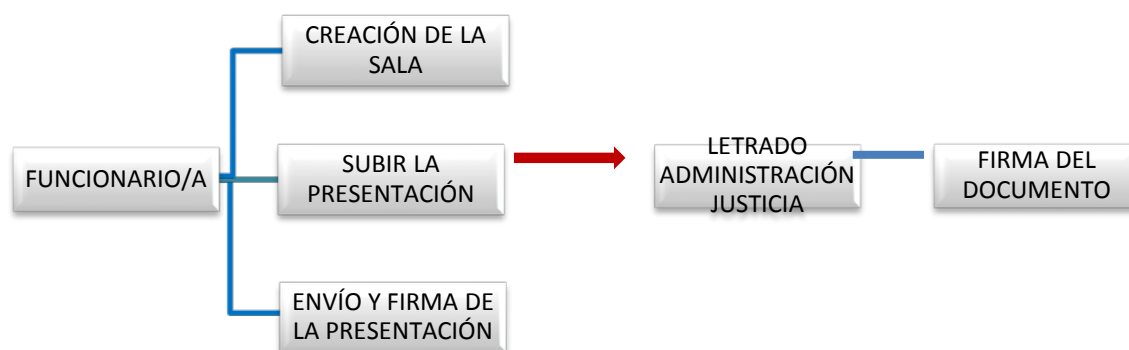 CREACIÓN DE LA
SALA
FUNCIONARIO/A
SUBIR LA
PRESENTACIÓN
ENVÍO Y FIRMA DE
LA PRESENTACIÓN
LETRADO
ADMINISTRACIÓN
JUSTICIA
FIRMA DEL
DOCUMENTO